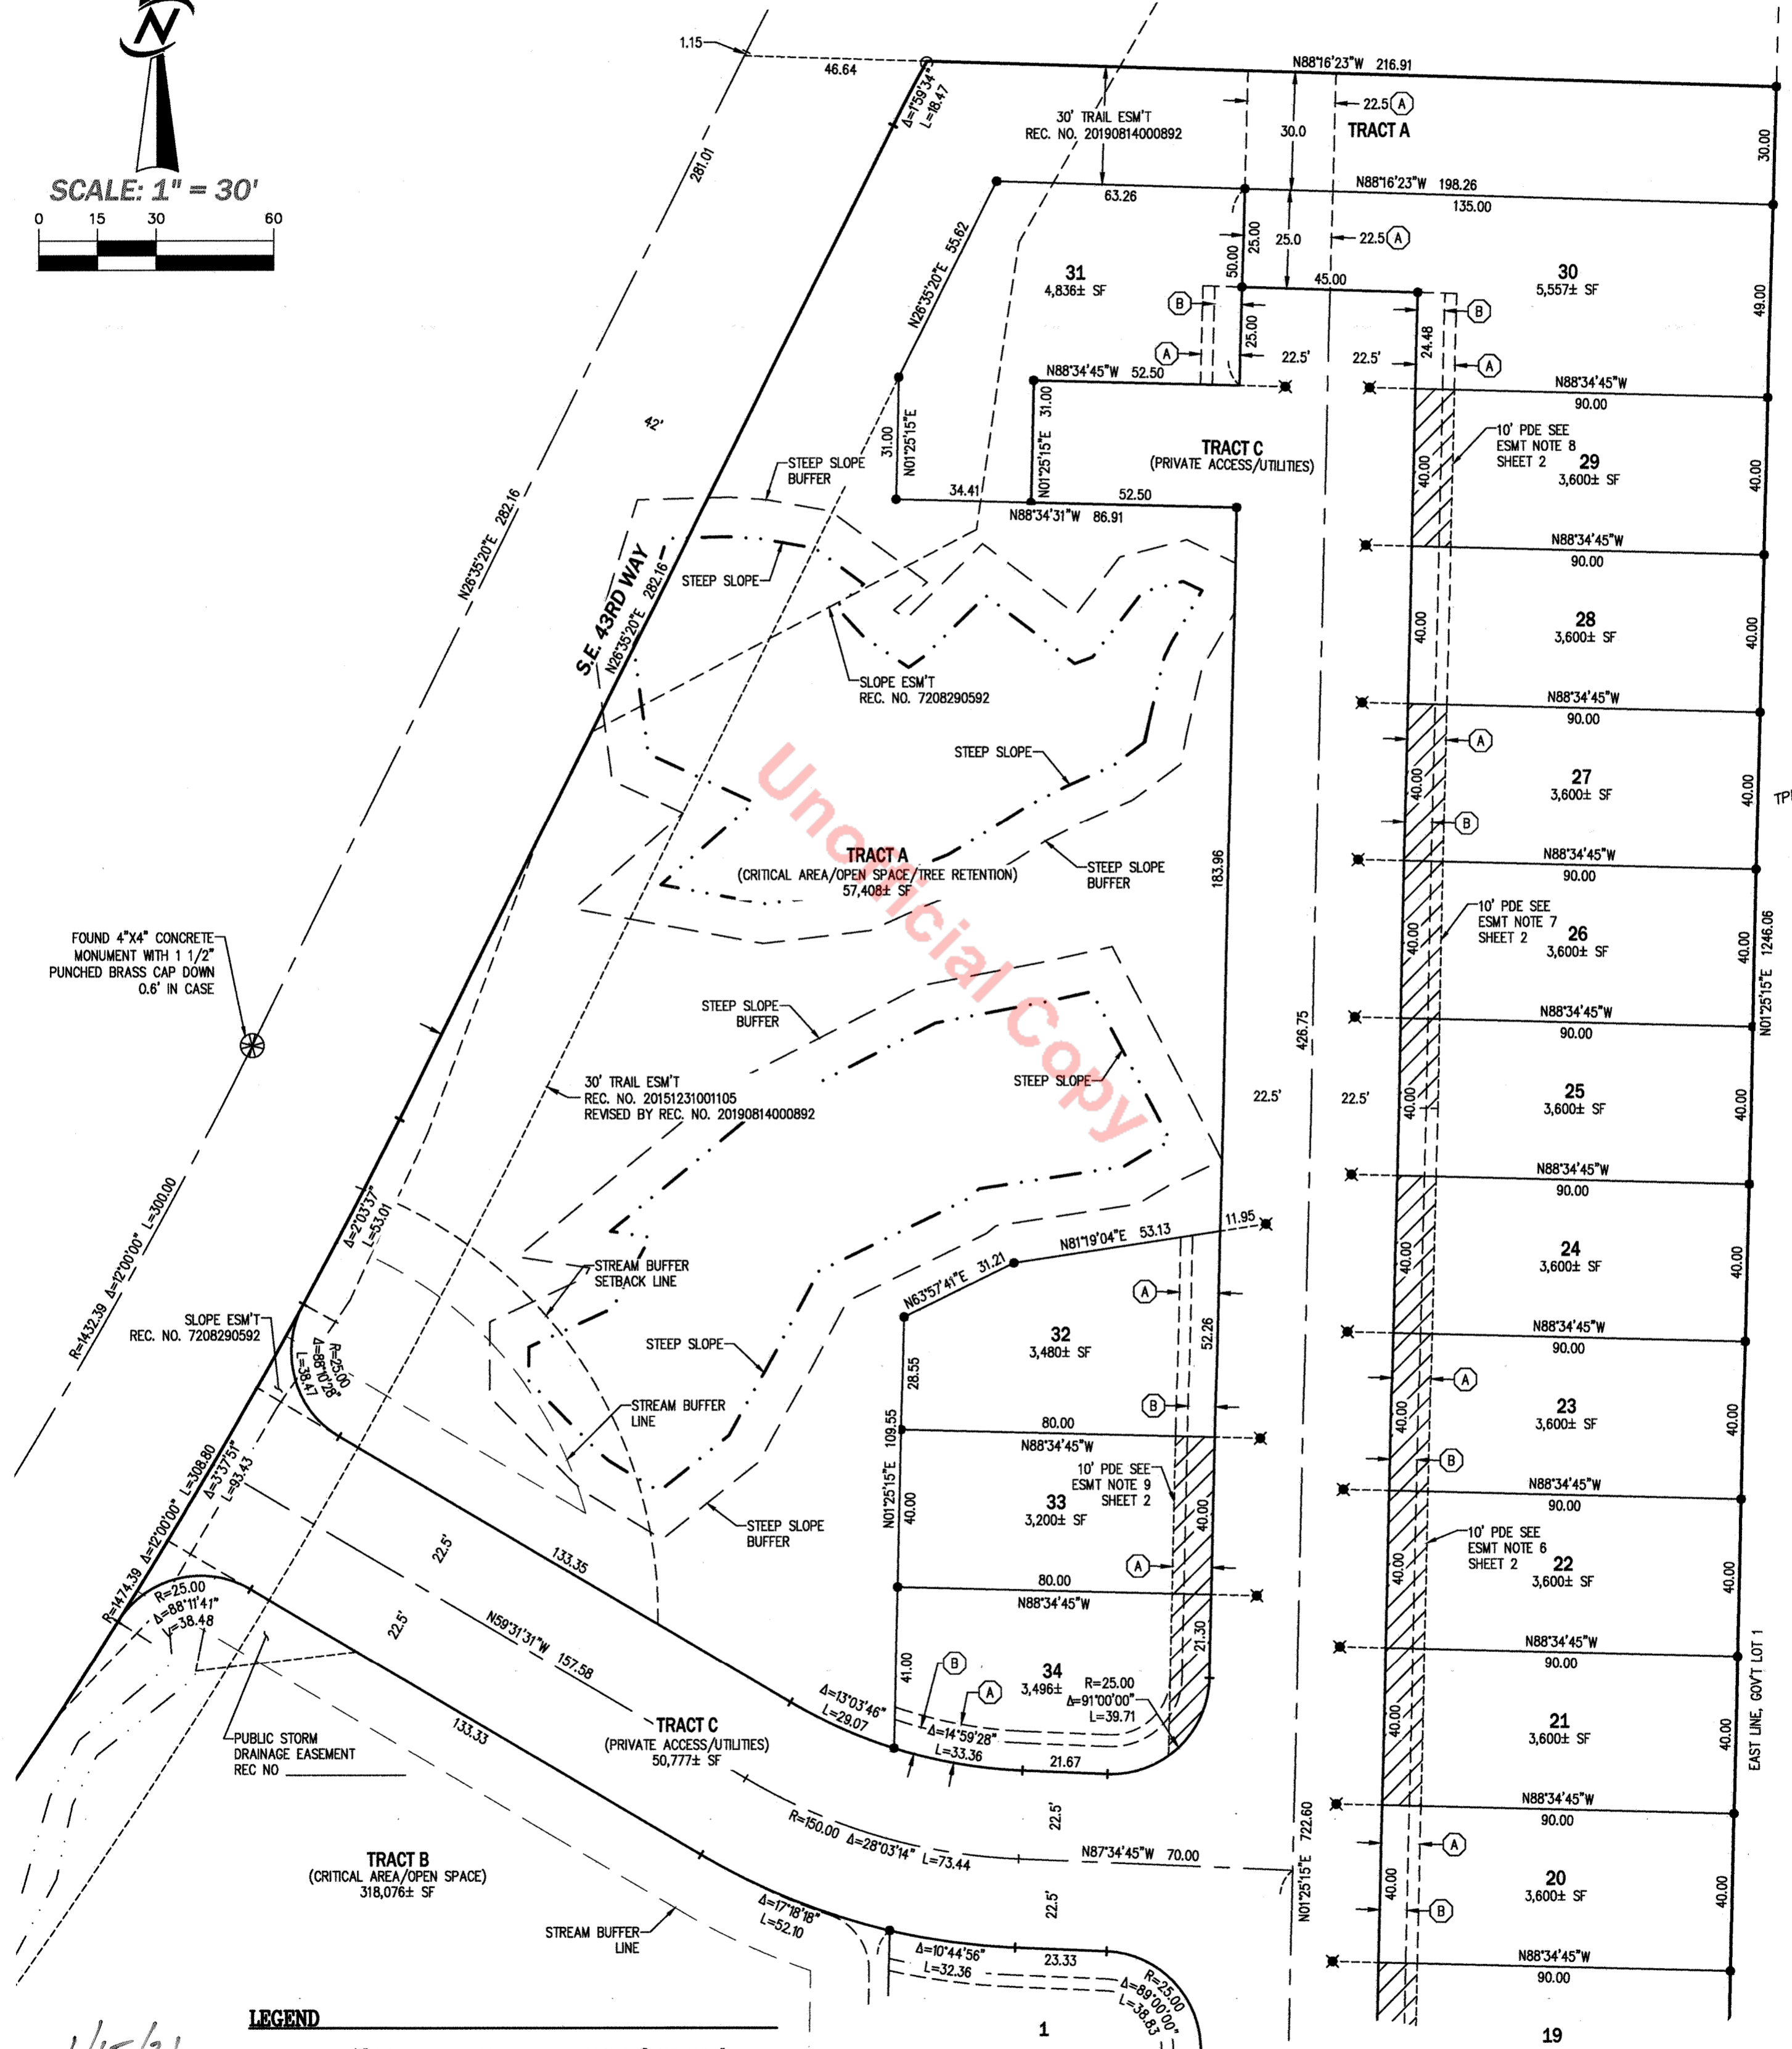 N
SCALE: 1" = 30'
0 15 30 60
1.15
46.64
Δ=1°59'34"
L=18.47
N88°16'23"W 216.91
30' TRAIL ESM'T
REC. NO. 20190814000892
30.0
22.5 A
TRACT A
30.00
281.01
N88°16'23"W 198.26
63.26
135.00
N26°35'20"E 55.62
50.00
25.00
25.0
22.5 A
45.00
31
4,836± SF
30
5,557± SF
49.00
B
A
25.00
22.5'
22.5'
24.48
B
A
N88°34'45"W 52.50
N88°34'45"W
90.00
42'
31.00
N01°25'15"E
N01°25'15"E 31.00
TRACT C
(PRIVATE ACCESS/UTILITIES)
10' PDE SEE
ESMT NOTE 8
SHEET 2
29
3,600± SF
40.00
40.00
STEEP SLOPE
BUFFER
34.41
52.50
N88°34'31"W 86.91
N26°35'20"E 282.16
S.E. 43RD WAY
N26°35'20"E 282.16
STEEP SLOPE
N88°34'45"W
90.00
28
3,600± SF
40.00
40.00
SLOPE ESM'T
REC. NO. 7208290592
N88°34'45"W
90.00
STEEP SLOPE
A
27
3,600± SF
40.00
40.00
B
Unofficial Copy
TRACT A
(CRITICAL AREA/OPEN SPACE/TREE RETENTION)
57,408± SF
STEEP SLOPE
BUFFER
183.96
N88°34'45"W
90.00
10' PDE SEE
ESMT NOTE 7
SHEET 2
26
3,600± SF
40.00
40.00
N01°25'15"E 1246.06
FOUND 4"X4" CONCRETE
MONUMENT WITH 1 1/2"
PUNCHED BRASS CAP DOWN
0.6' IN CASE
STEEP SLOPE
BUFFER
426.75
N88°34'45"W
90.00
30' TRAIL ESM'T
REC. NO. 20151231001105
REVISED BY REC. NO. 20190814000892
STEEP SLOPE
22.5'
22.5'
25
3,600± SF
40.00
40.00
R=1432.39 Δ=12°00'00" L=300.00
Δ=2°03'37"
L=53.01
N88°34'45"W
90.00
N81°19'04"E 53.13
11.95
N63°57'41"E 31.21
24
3,600± SF
40.00
40.00
STREAM BUFFER
SETBACK LINE
A
SLOPE ESM'T
REC. NO. 7208290592
R=25.00
Δ=88°10'28"
L=38.47
STEEP SLOPE
32
3,480± SF
52.26
28.55
N88°34'45"W
90.00
A
STREAM BUFFER
LINE
B
23
3,600± SF
40.00
40.00
B
80.00
N88°34'45"W
N01°25'15"E 109.55
10' PDE SEE
ESMT NOTE 9
SHEET 2
33
3,200± SF
40.00
40.00
N88°34'45"W
90.00
R=1474.39 Δ=12°00'00" L=308.80
Δ=3°37'51"
L=93.43
STEEP SLOPE
BUFFER
10' PDE SEE
ESMT NOTE 6
SHEET 2
22
3,600± SF
40.00
40.00
22.5'
133.35
A
80.00
N88°34'45"W
R=25.00
Δ=88°11'41"
L=38.48
22.5'
N59°31'31"W 157.58
21.30
N88°34'45"W
90.00
EAST LINE, GOV'T LOT 1
41.00
B
A
34
3,496±
R=25.00
Δ=91°00'00"
L=39.71
Δ=13°03'46"
L=29.07
Δ=14°59'28"
L=33.36
21.67
21
3,600± SF
40.00
40.00
PUBLIC STORM
DRAINAGE EASEMENT
REC NO
133.33
TRACT C
(PRIVATE ACCESS/UTILITIES)
50,777± SF
22.5'
N88°34'45"W
90.00
R=150.00 Δ=28°03'14" L=73.44
N87°34'45"W 70.00
N01°25'15"E 722.60
A
TRACT B
(CRITICAL AREA/OPEN SPACE)
318,076± SF
20
3,600± SF
40.00
40.00
B
22.5'
Δ=17°18'18"
L=52.10
STREAM BUFFER
LINE
Δ=10°44'56"
L=32.36
23.33
R=25.00
Δ=89°00'00"
L=38.83
N88°34'45"W
90.00
LEGEND
1
19